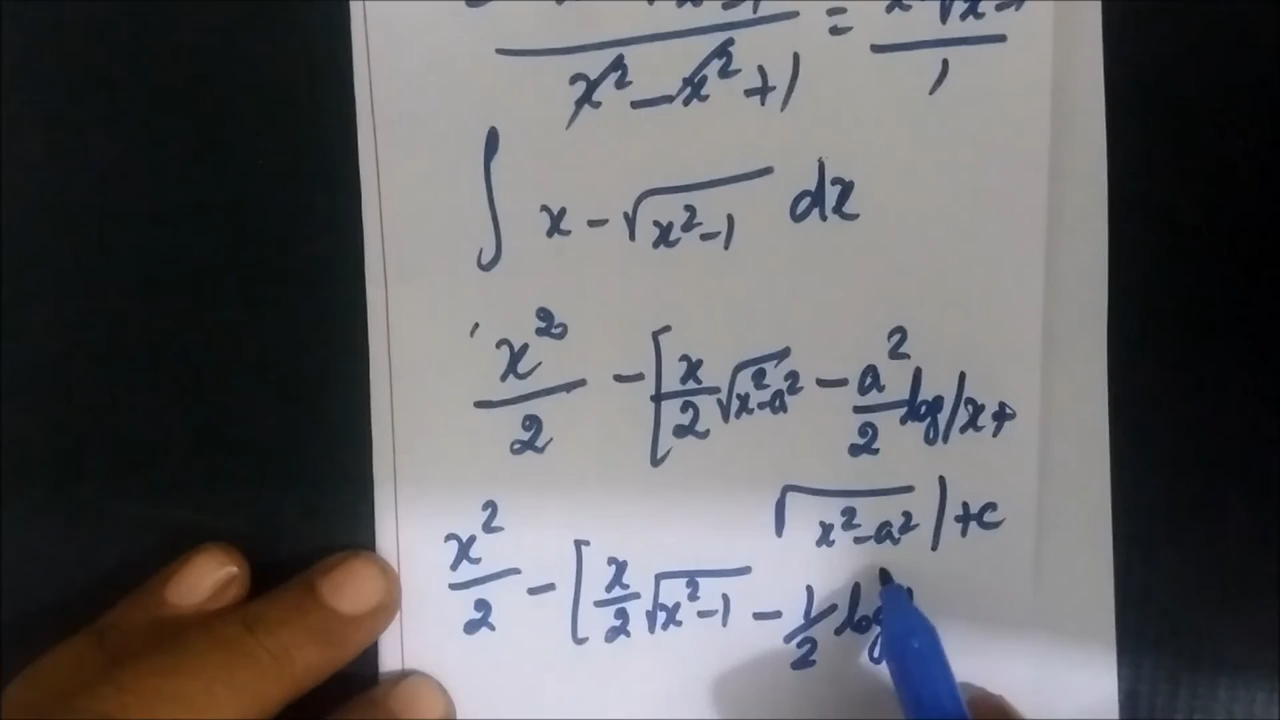 x² - x² + 1 = 1
∫ x - √x²-1 dx
x²/2 - [x/2 √x²-a² - a²/2 log|x+
√x²-a² | + c
x²/2 - [x/2 √x²-1 - 1/2 log